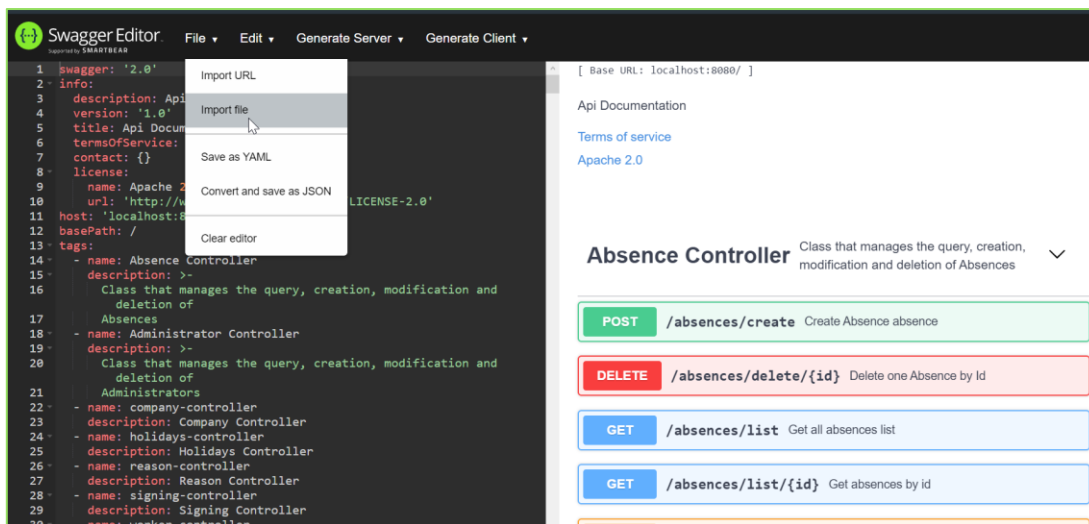 Swagger Editor.
Supported by SMARTBEAR
File ▾ Edit ▾ Generate Server ▾ Generate Client ▾
Import URL
Import file
Save as YAML
Convert and save as JSON
Clear editor
1 swagger: '2.0'
2 info:
3 description: Api
4 version: '1.0'
5 title: Api Docum
6 termsOfService:
7 contact: {}
8 license:
9 name: Apache 2
10 url: 'http://w LICENSE-2.0'
11 host: 'localhost:8
12 basePath: /
13 tags:
14 - name: Absence Controller
15 description: >-
16 Class that manages the query, creation, modification and
deletion of
17 Absences
18 - name: Administrator Controller
19 description: >-
20 Class that manages the query, creation, modification and
deletion of
21 Administrators
22 - name: company-controller
23 description: Company Controller
24 - name: holidays-controller
25 description: Holidays Controller
26 - name: reason-controller
27 description: Reason Controller
28 - name: signing-controller
29 description: Signing Controller
[ Base URL: localhost:8080/ ]
Api Documentation
Terms of service
Apache 2.0
Absence Controller
Class that manages the query, creation,
modification and deletion of Absences
POST /absences/create Create Absence absence
DELETE /absences/delete/{id} Delete one Absence by Id
GET /absences/list Get all absences list
GET /absences/list/{id} Get absences by id